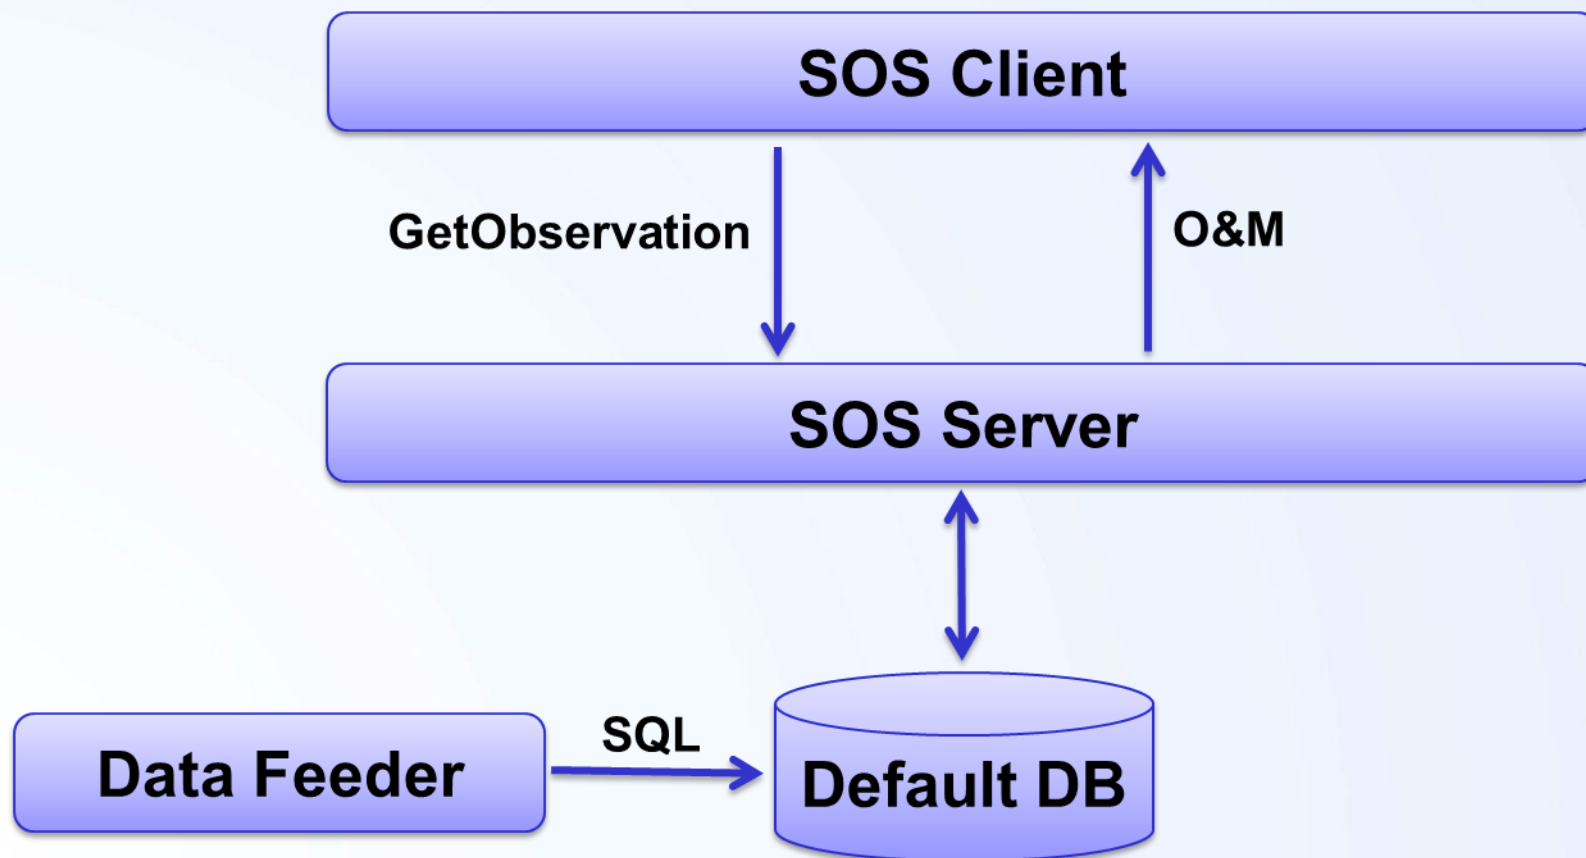 SOS Client
GetObservation
O&M
SOS Server
SQL
Data Feeder
Default DB